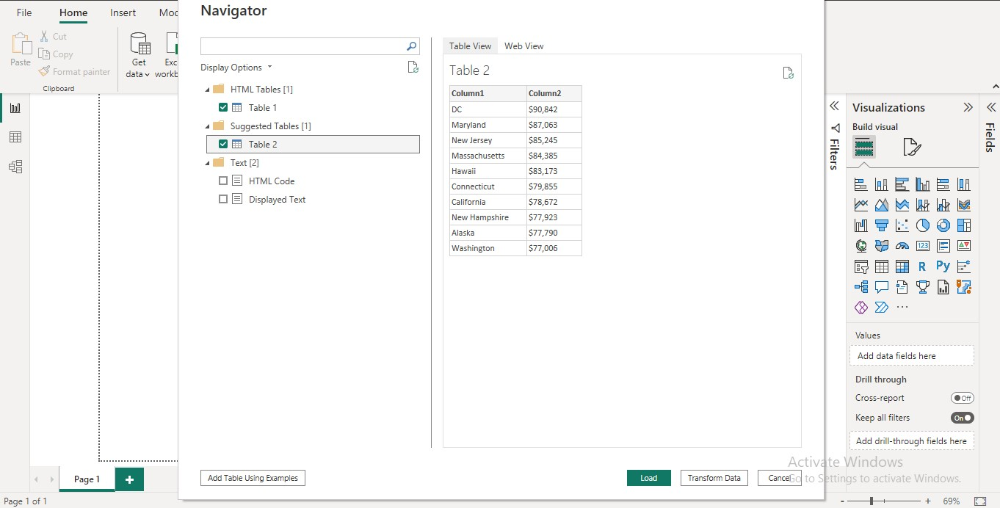 File
Home
Insert
Navigator
Paste
Cut
Copy
Format painter
Clipboard
Get
data
Display Options
HTML Tables [1]
Table 1
Suggested Tables [1]
Table 2
Text [2]
HTML Code
Displayed Text
Table View Web View
Table 2
Column1 Column2
DC $90,842
Maryland $87,063
New Jersey $85,245
Massachusetts $84,385
Hawaii $83,173
Connecticut $79,855
California $78,672
New Hampshire $77,923
Alaska $77,790
Washington $77,006
Add Table Using Examples
Load
Transform Data
Cancel
Filters
Visualizations
Build visual
123
R
Py
Values
Add data fields here
Drill through
Cross-report Off
Keep all filters On
Add drill-through fields here
Fields
Activate Windows
Go to Settings to activate Windows.
Page 1
Page 1 of 1
69%